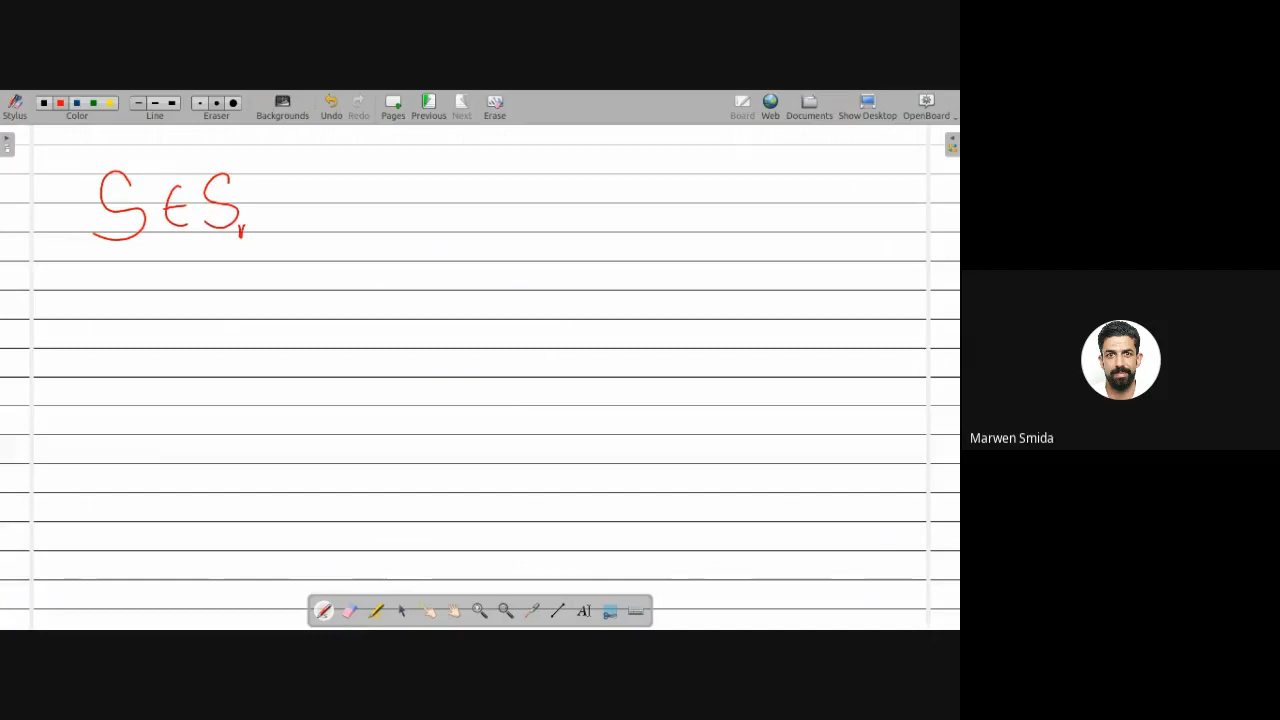 Stylus Color Line Eraser Backgrounds Undo Redo Pages Previous Next Erase Board Web Documents Show Desktop OpenBoard
S ∈ S
AI
Marwen Smida